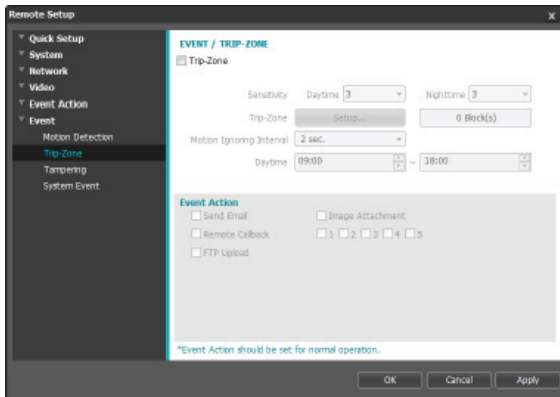 Remote Setup x
Quick Setup
System
Network
Video
Event Action
Event
Motion Detection
Trip-Zone
Tampering
System Event
EVENT / TRIP-ZONE
Trip-Zone
Sensitivity Daytime 3 Nighttime 3
Trip-Zone Setup... 0 Block(s)
Motion Ignoring Interval 2 sec.
Daytime 09:00 ~ 18:00
Event Action
Send Email Image Attachment
Remote Callback 1 2 3 4 5
FTP Upload
*Event Action should be set for normal operation.
OK Cancel Apply